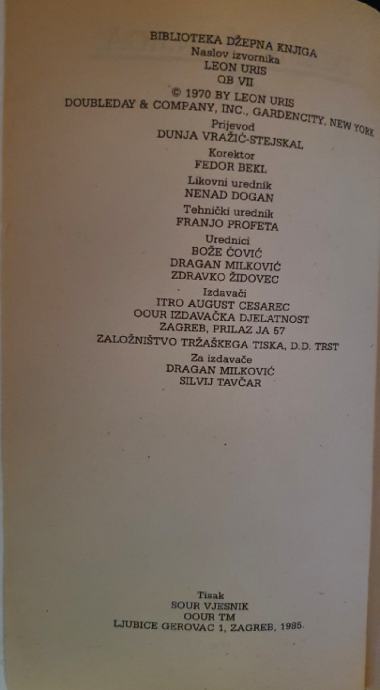 BIBLIOTEKA DŽEPNA KNJIGA
Naslov izvornika
LEON URIS
QB VII
© 1970 BY LEON URIS
DOUBLEDAY & COMPANY, INC., GARDENCITY, NEW YORK
Prijevod
DUNJA VRAŽIĆ-STEJSKAL
Korektor
FEDOR BEKL
Likovni urednik
NENAD DOGAN
Tehnički urednik
FRANJO PROFETA
Urednici
BOŽE ČOVIĆ
DRAGAN MILKOVIĆ
ZDRAVKO ŽIDOVEC
Izdavači
ITRO AUGUST CESAREC
OOUR IZDAVAČKA DJELATNOST
ZAGREB, PRILAZ JA 57
ZALOŽNIŠTVO TRŽAŠKEGA TISKA, D.D. TRST
Za izdavače
DRAGAN MILKOVIĆ
SILVIJ TAVČAR
Tisak
SOUR VJESNIK
OOUR TM
LJUBICE GEROVAC 1, ZAGREB, 1985.